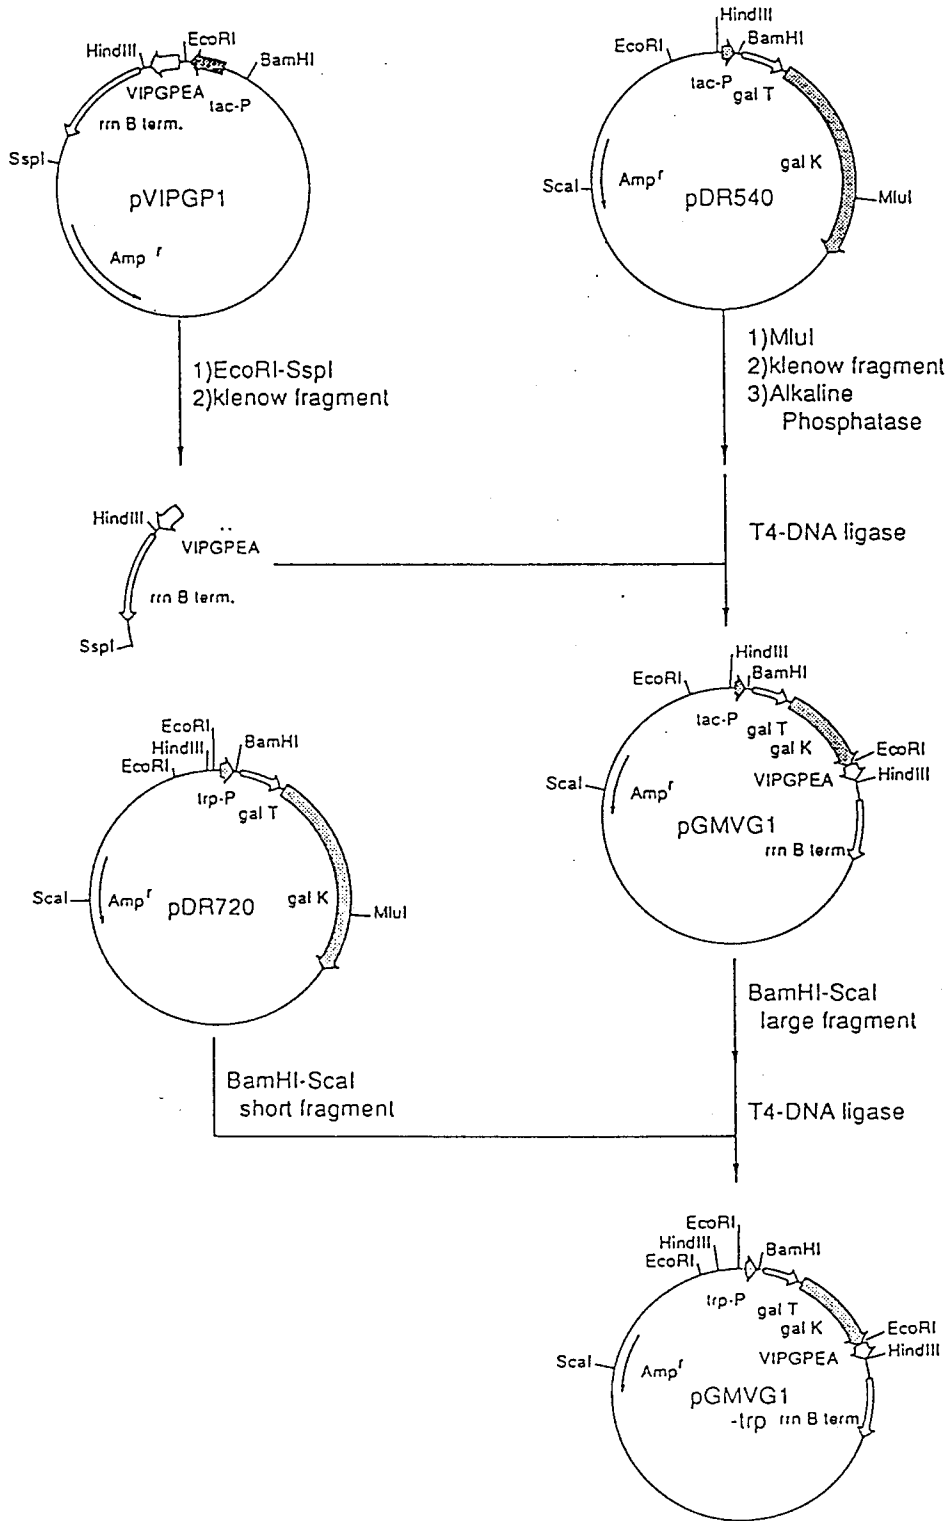 HindIII
EcoRI
BamHI
VIPGPEA
tac-P
rrn B term.
SspI
pVIPGP1
Amp r
HindIII
EcoRI
BamHI
tac-P
gal T
gal K
ScaI
Amp r
pDR540
MluI
1)EcoRI-SspI
2)klenow fragment
1)MluI
2)klenow fragment
3)Alkaline
Phosphatase
HindIII
VIPGPEA
rrn B term.
SspI
T4-DNA ligase
HindIII
EcoRI
BamHI
tac-P
gal T
gal K
EcoRI
VIPGPEA
HindIII
ScaI
Amp r
pGMVG1
rrn B term
EcoRI
HindIII
BamHI
EcoRI
trp-P
gal T
ScaI
Amp r
gal K
pDR720
MluI
BamHI-ScaI
large fragment
BamHI-ScaI
short fragment
T4-DNA ligase
EcoRI
HindIII
BamHI
EcoRI
trp-P
gal T
gal K
EcoRI
VIPGPEA
HindIII
ScaI
Amp r
pGMVG1
-trp
rrn B term